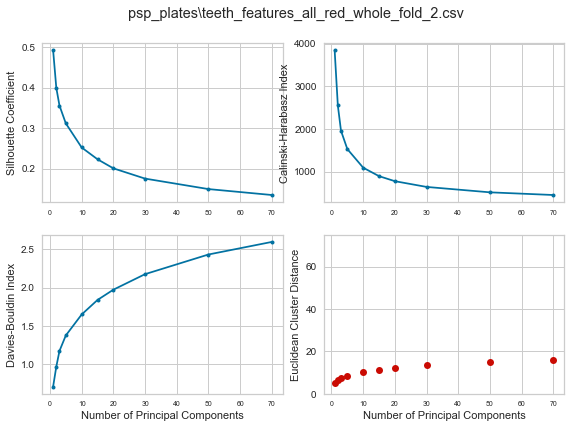 psp_plates\teeth_features_all_red_whole_fold_2.csv
Silhouette Coefficient
0.5
0.4
0.3
0.2
0 10 20 30 40 50 60 70
Calinski-Harabasz Index
4000
3000
2000
1000
0 10 20 30 40 50 60 70
Davies-Bouldin Index
2.5
2.0
1.5
1.0
0 10 20 30 40 50 60 70
Number of Principal Components
Euclidean Cluster Distance
60
40
20
0
0 10 20 30 40 50 60 70
Number of Principal Components